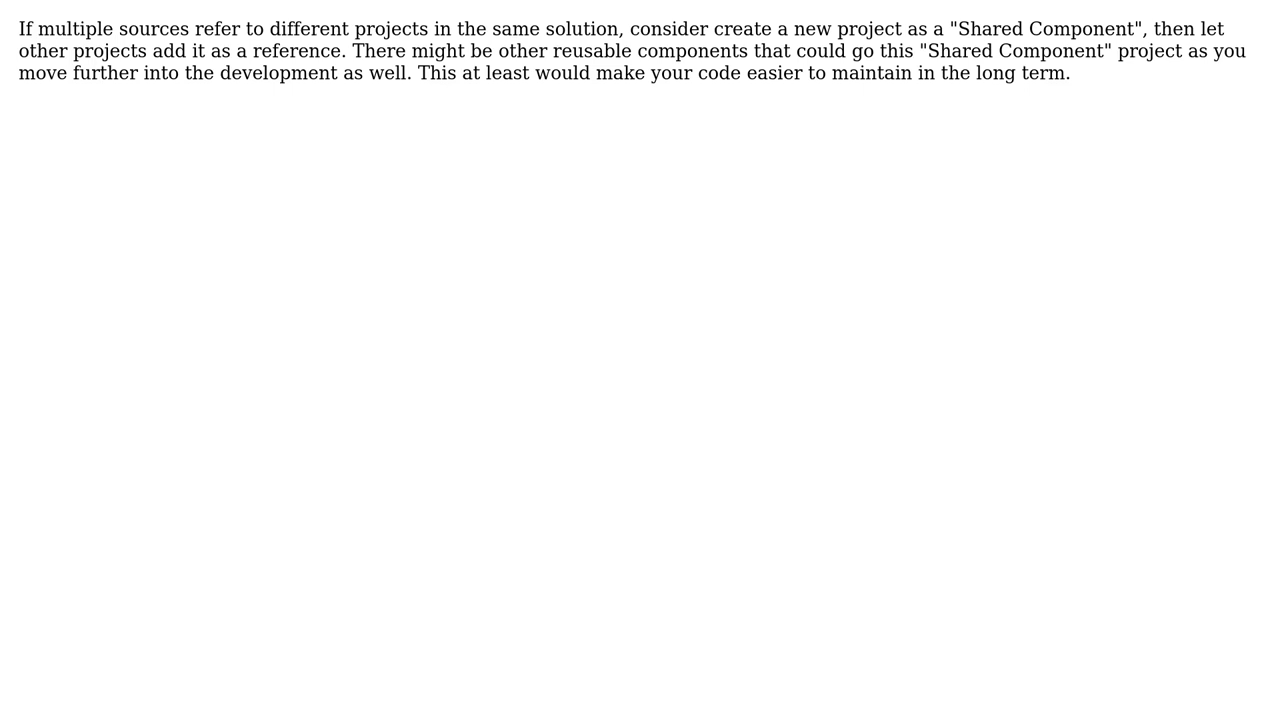 If multiple sources refer to different projects in the same solution, consider create a new project as a "Shared Component", then let
other projects add it as a reference. There might be other reusable components that could go this "Shared Component" project as you
move further into the development as well. This at least would make your code easier to maintain in the long term.